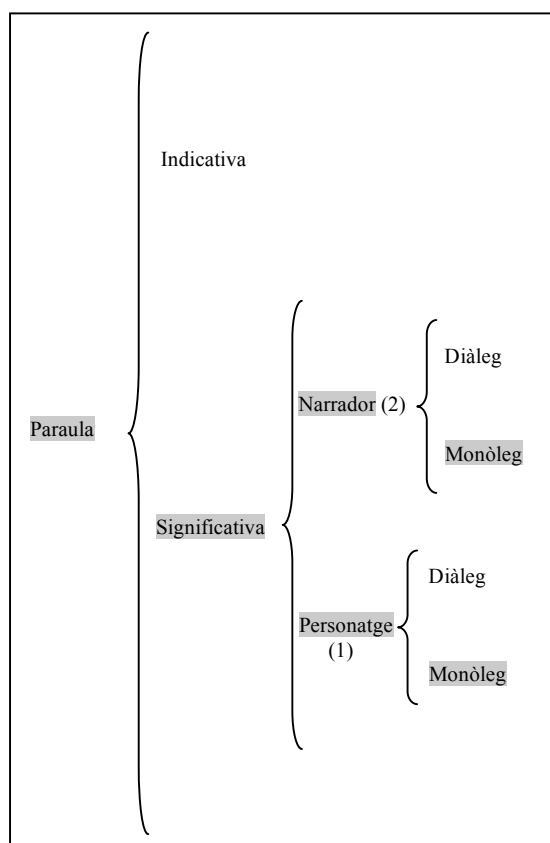 Indicativa
Diàleg
Narrador (2)
Paraula
Monòleg
Significativa
Diàleg
Personatge
(1)
Monòleg